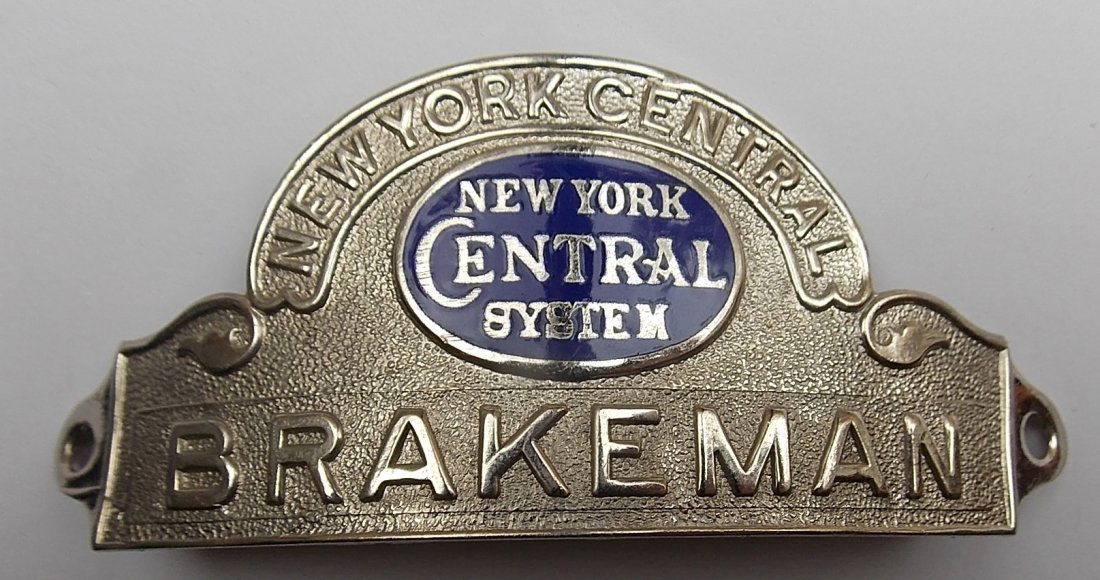 NEW YORK CENTRAL
NEW YORK
CENTRAL
SYSTEM
BRAKEMAN